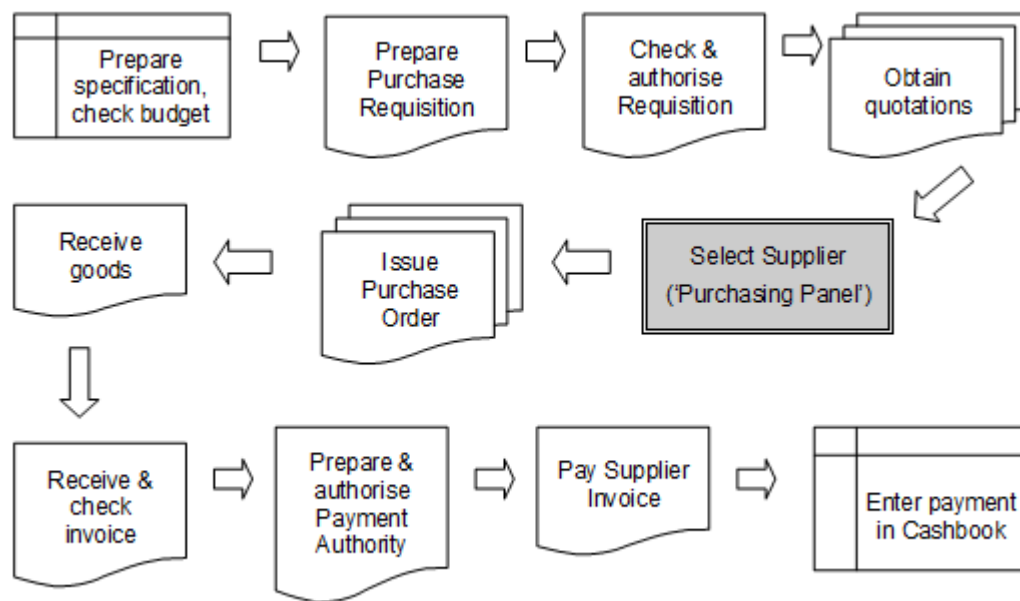 Prepare
specification,
check budget
Prepare
Purchase
Requisition
Check &
authorise
Requisition
Obtain
quotations
Select Supplier
(‘Purchasing Panel’)
Issue
Purchase
Order
Receive
goods
Receive &
check
invoice
Prepare &
authorise
Payment
Authority
Pay Supplier
Invoice
Enter payment
in Cashbook